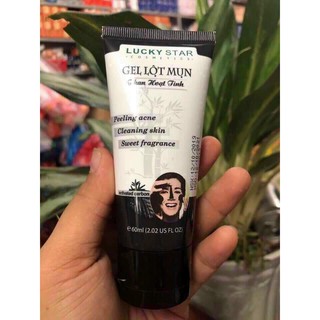 LUCKY STAR
COSMETICS
GEL LỘT MỤN
Than Hoạt Tính
Peeling acne
Cleaning skin
Sweet fragrance
activated carbon
e 60ml (2.02 US FL OZ)